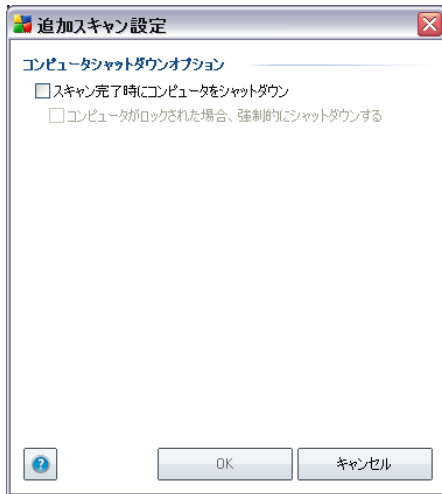 追加スキャン設定
コンピュータシャットダウンオプション
スキャン完了時にコンピュータをシャットダウン
コンピュータがロックされた場合、強制的にシャットダウンする
OK
キャンセル